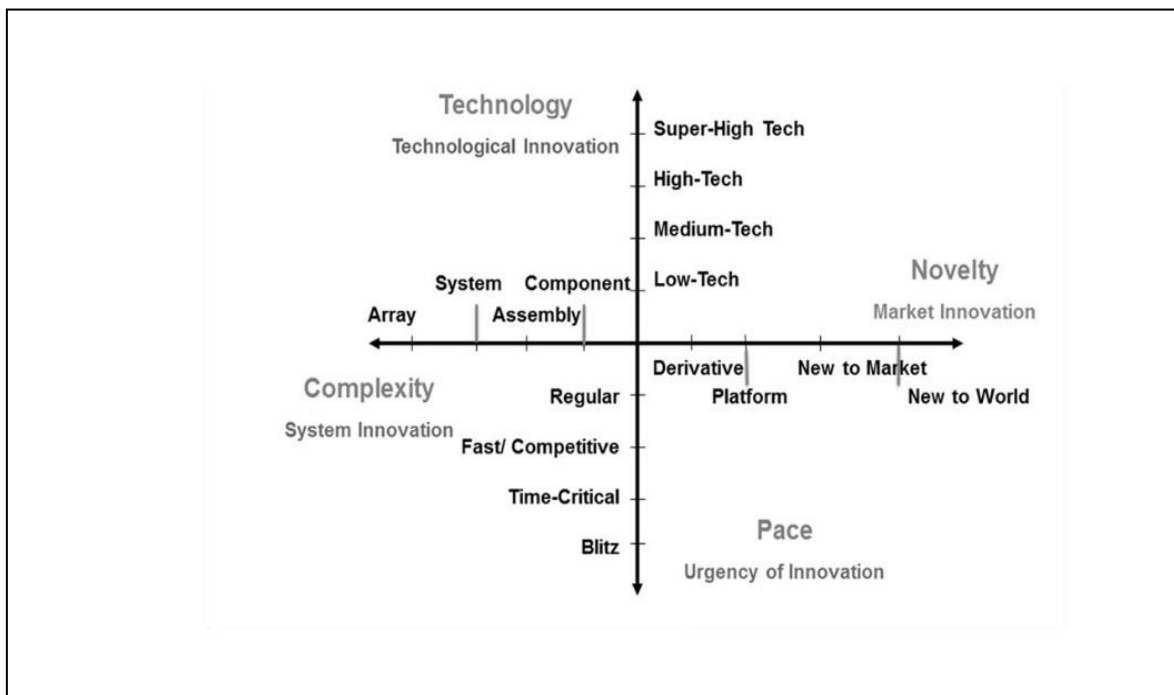 Technology
Technological Innovation
Super-High Tech
High-Tech
Medium-Tech
Low-Tech
Novelty
Market Innovation
System
Component
Array
Assembly
Complexity
System Innovation
Derivative
New to Market
Platform
New to World
Regular
Fast/ Competitive
Time-Critical
Blitz
Pace
Urgency of Innovation